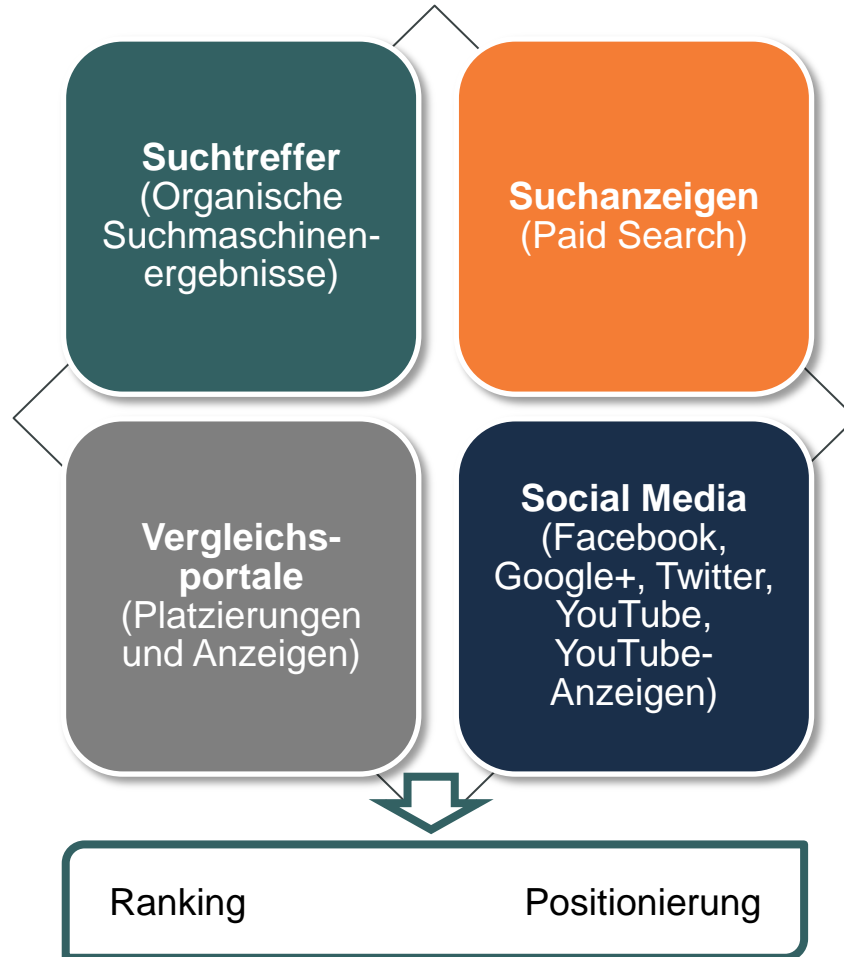 Suchtreffer
(Organische
Suchmaschinen-
ergebnisse)
Suchanzeigen
(Paid Search)
Vergleichs-
portale
(Platzierungen
und Anzeigen)
Social Media
(Facebook,
Google+, Twitter,
YouTube,
YouTube-
Anzeigen)
Ranking
Positionierung